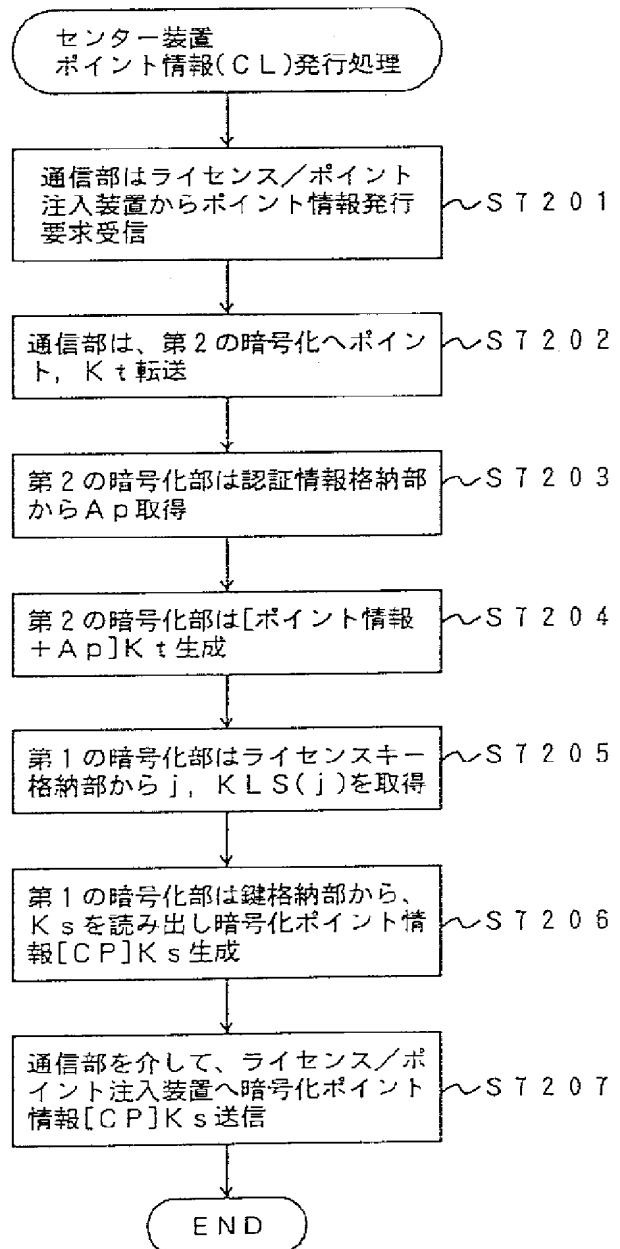 センター装置
ポイント情報(CL)発行処理
通信部はライセンス／ポイント
注入装置からポイント情報発行
要求受信
S7201
通信部は、第2の暗号化へポイン
ト，Kt転送
S7202
第2の暗号化部は認証情報格納部
からAp取得
S7203
第2の暗号化部は[ポイント情報
+Ap]Kt生成
S7204
第1の暗号化部はライセンスキー
格納部からj，KLS(j)を取得
S7205
第1の暗号化部は鍵格納部から、
Ksを読み出し暗号化ポイント情
報[CP]Ks生成
S7206
通信部を介して、ライセンス／ポ
イント注入装置へ暗号化ポイント
情報[CP]Ks送信
S7207
END